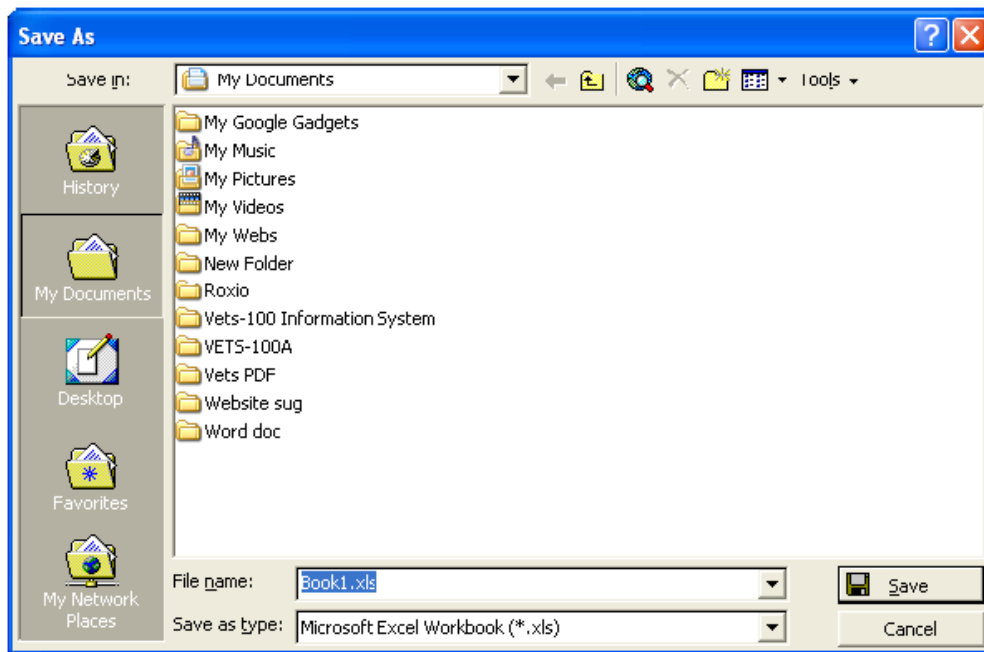 Save As
Save in:
My Documents
Tools
History
My Documents
Desktop
Favorites
My Network
Places
My Google Gadgets
My Music
My Pictures
My Videos
My Webs
New Folder
Roxio
Vets-100 Information System
VETS-100A
Vets PDF
Website sug
Word doc
File name:
Book1.xls
Save
Save as type:
Microsoft Excel Workbook (*.xls)
Cancel